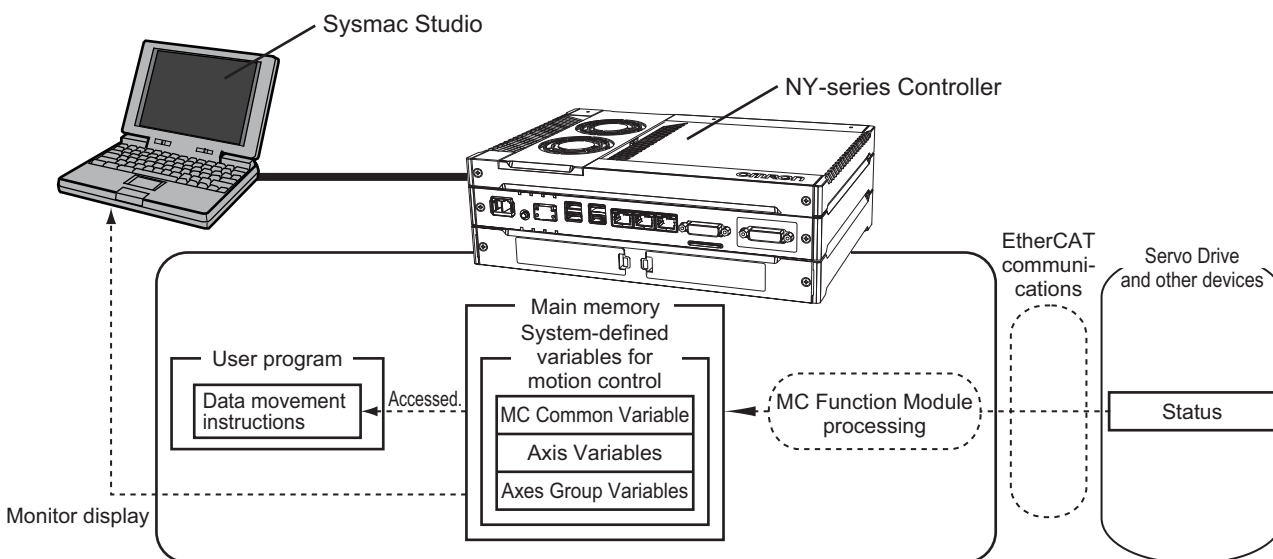 Sysmac Studio
NY-series Controller
OMRON
EtherCAT
communi-
cations
Servo Drive
and other devices
Main memory
System-defined
variables for
motion control
User program
Data movement
instructions
Accessed.
MC Common Variable
Axis Variables
Axes Group Variables
MC Function Module
processing
Status
Monitor display